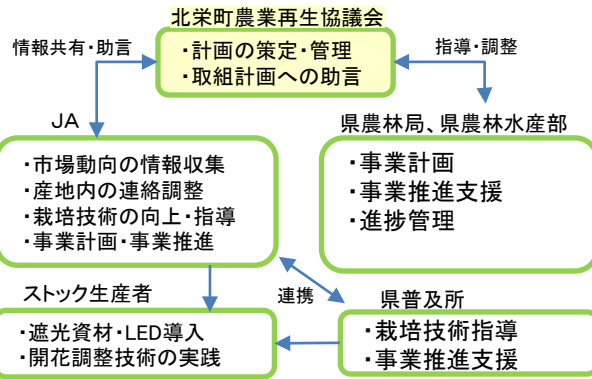 北栄町農業再生協議会
情報共有・助言
・計画の策定・管理
・取組計画への助言
指導・調整
JA
・市場動向の情報収集
・産地内の連絡調整
・栽培技術の向上・指導
・事業計画・事業推進
県農林局、県農林水産部
・事業計画
・事業推進支援
・進捗管理
ストック生産者
・遮光資材・LED導入
・開花調整技術の実践
連携
県普及所
・栽培技術指導
・事業推進支援